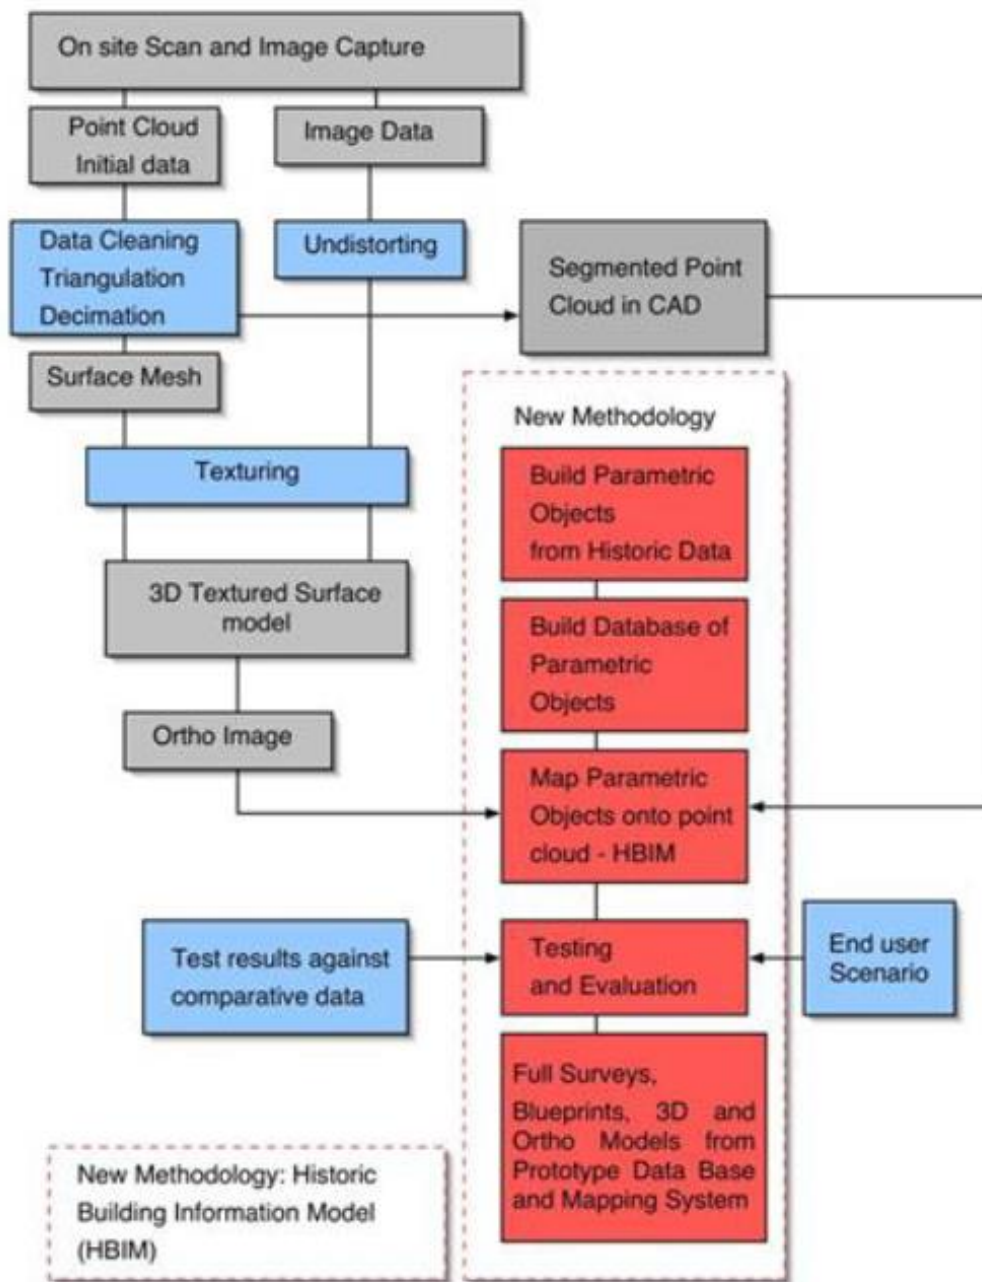 On site Scan and Image Capture
Point Cloud
Initial data
Image Data
Data Cleaning
Triangulation
Decimation
Undistorting
Segmented Point
Cloud in CAD
Surface Mesh
New Methodology
Texturing
Build Parametric
Objects
from Historic Data
3D Textured Surface
model
Build Database of
Parametric
Objects
Ortho Image
Map Parametric
Objects onto point
cloud - HBIM
Test results against
comparative data
Testing
and Evaluation
End user
Scenario
Full Surveys,
Blueprints, 3D and
Ortho Models from
Prototype Data Base
and Mapping System
New Methodology: Historic
Building Information Model
(HBIM)